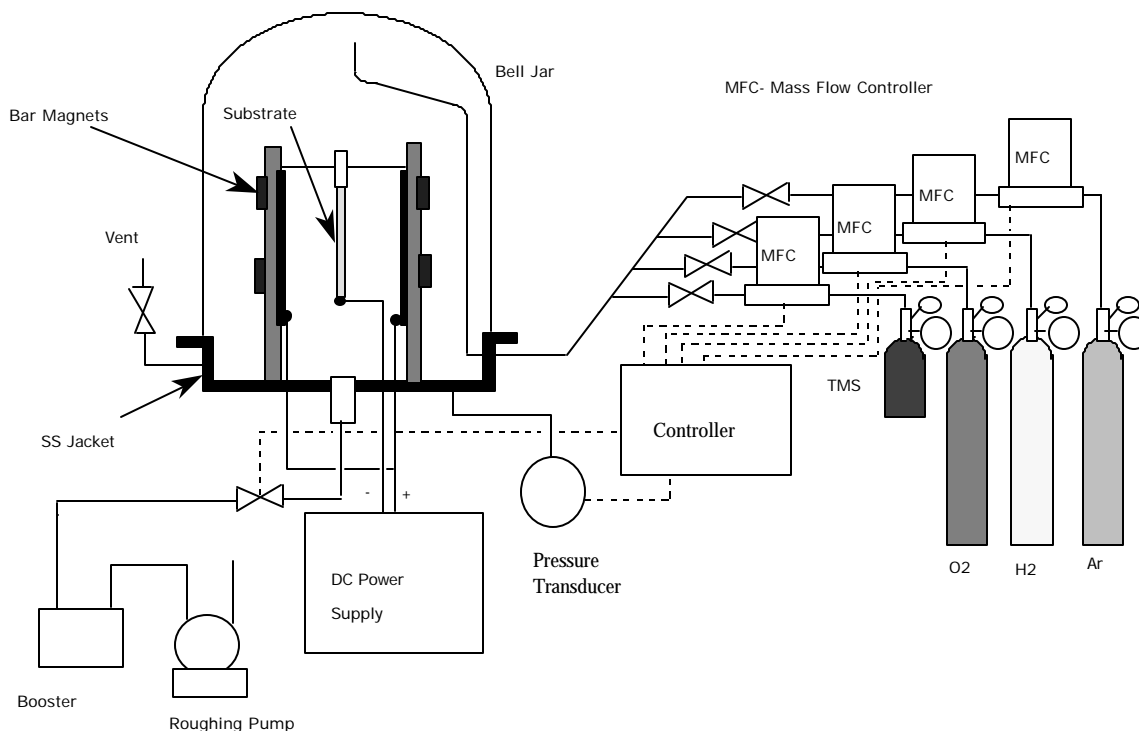 Bell Jar
MFC- Mass Flow Controller
Bar Magnets
Substrate
MFC
MFC
MFC
MFC
Vent
TMS
SS Jacket
Controller
- +
Pressure
Transducer
O2
H2
Ar
DC Power
Supply
Booster
Roughing Pump